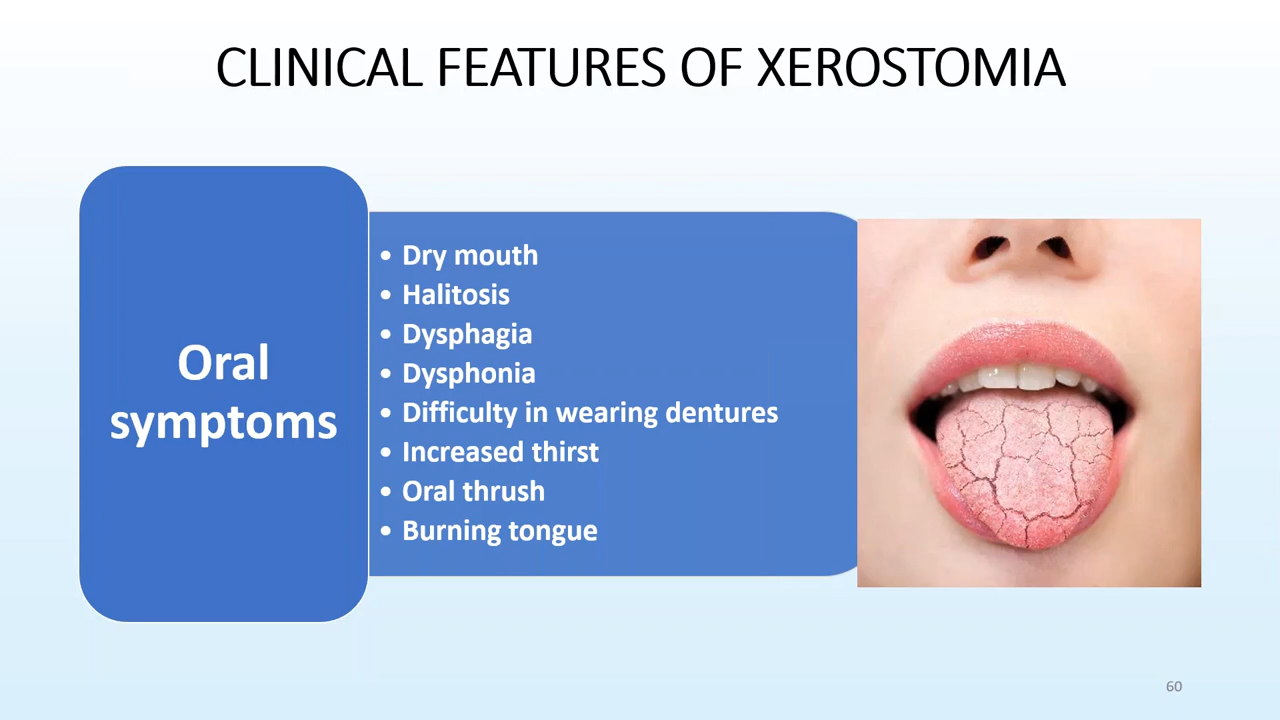 CLINICAL FEATURES OF XEROSTOMIA
Oral
symptoms
• Dry mouth
• Halitosis
• Dysphagia
• Dysphonia
• Difficulty in wearing dentures
• Increased thirst
• Oral thrush
• Burning tongue
60